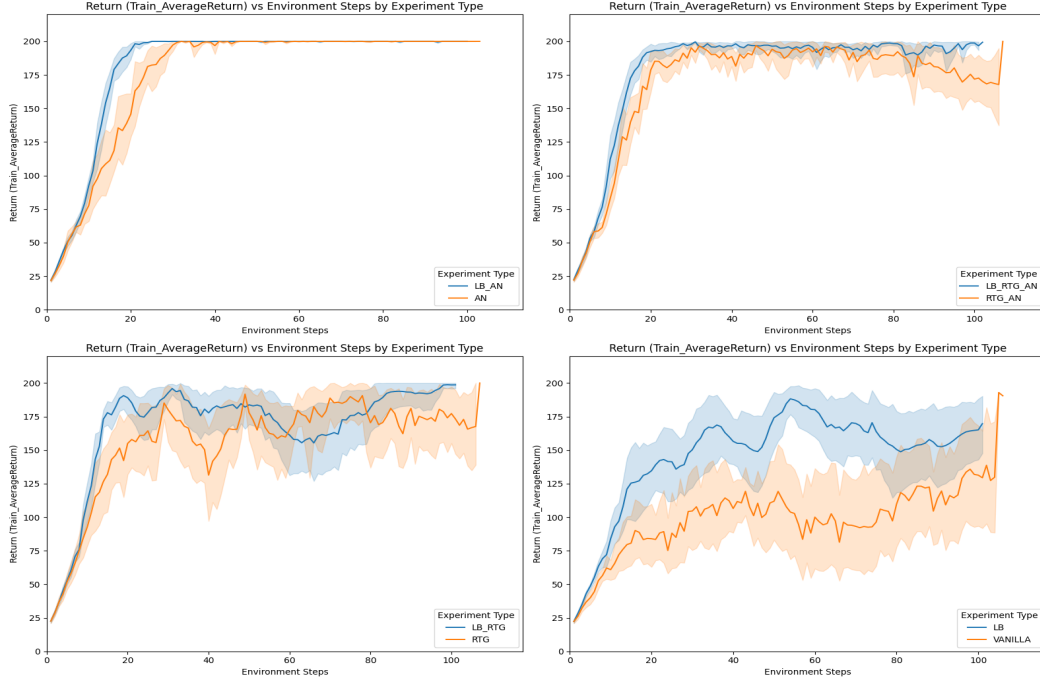 Return (Train_AverageReturn) vs Environment Steps by Experiment Type
Return (Train_AverageReturn)
200
175
150
125
100
75
50
25
0
0 20 40 60 80 100
Environment Steps
Experiment Type
LB_AN
AN
Return (Train_AverageReturn) vs Environment Steps by Experiment Type
Return (Train_AverageReturn)
200
175
150
125
100
75
50
25
0
0 20 40 60 80 100
Environment Steps
Experiment Type
LB_RTG_AN
RTG_AN
Return (Train_AverageReturn) vs Environment Steps by Experiment Type
Return (Train_AverageReturn)
200
175
150
125
100
75
50
25
0
0 20 40 60 80 100
Environment Steps
Experiment Type
LB_RTG
RTG
Return (Train_AverageReturn) vs Environment Steps by Experiment Type
Return (Train_AverageReturn)
200
175
150
125
100
75
50
25
0
0 20 40 60 80 100
Environment Steps
Experiment Type
LB
VANILLA